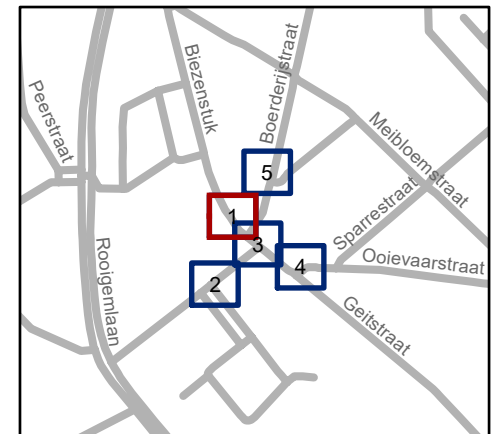 Peerstraat
Biezenstuk
Boerderijstraat
Meibloemstraat
5
1
Sparrestraat
3
4
Ooievaarstraat
2
Rooigemlaan
Geitstraat